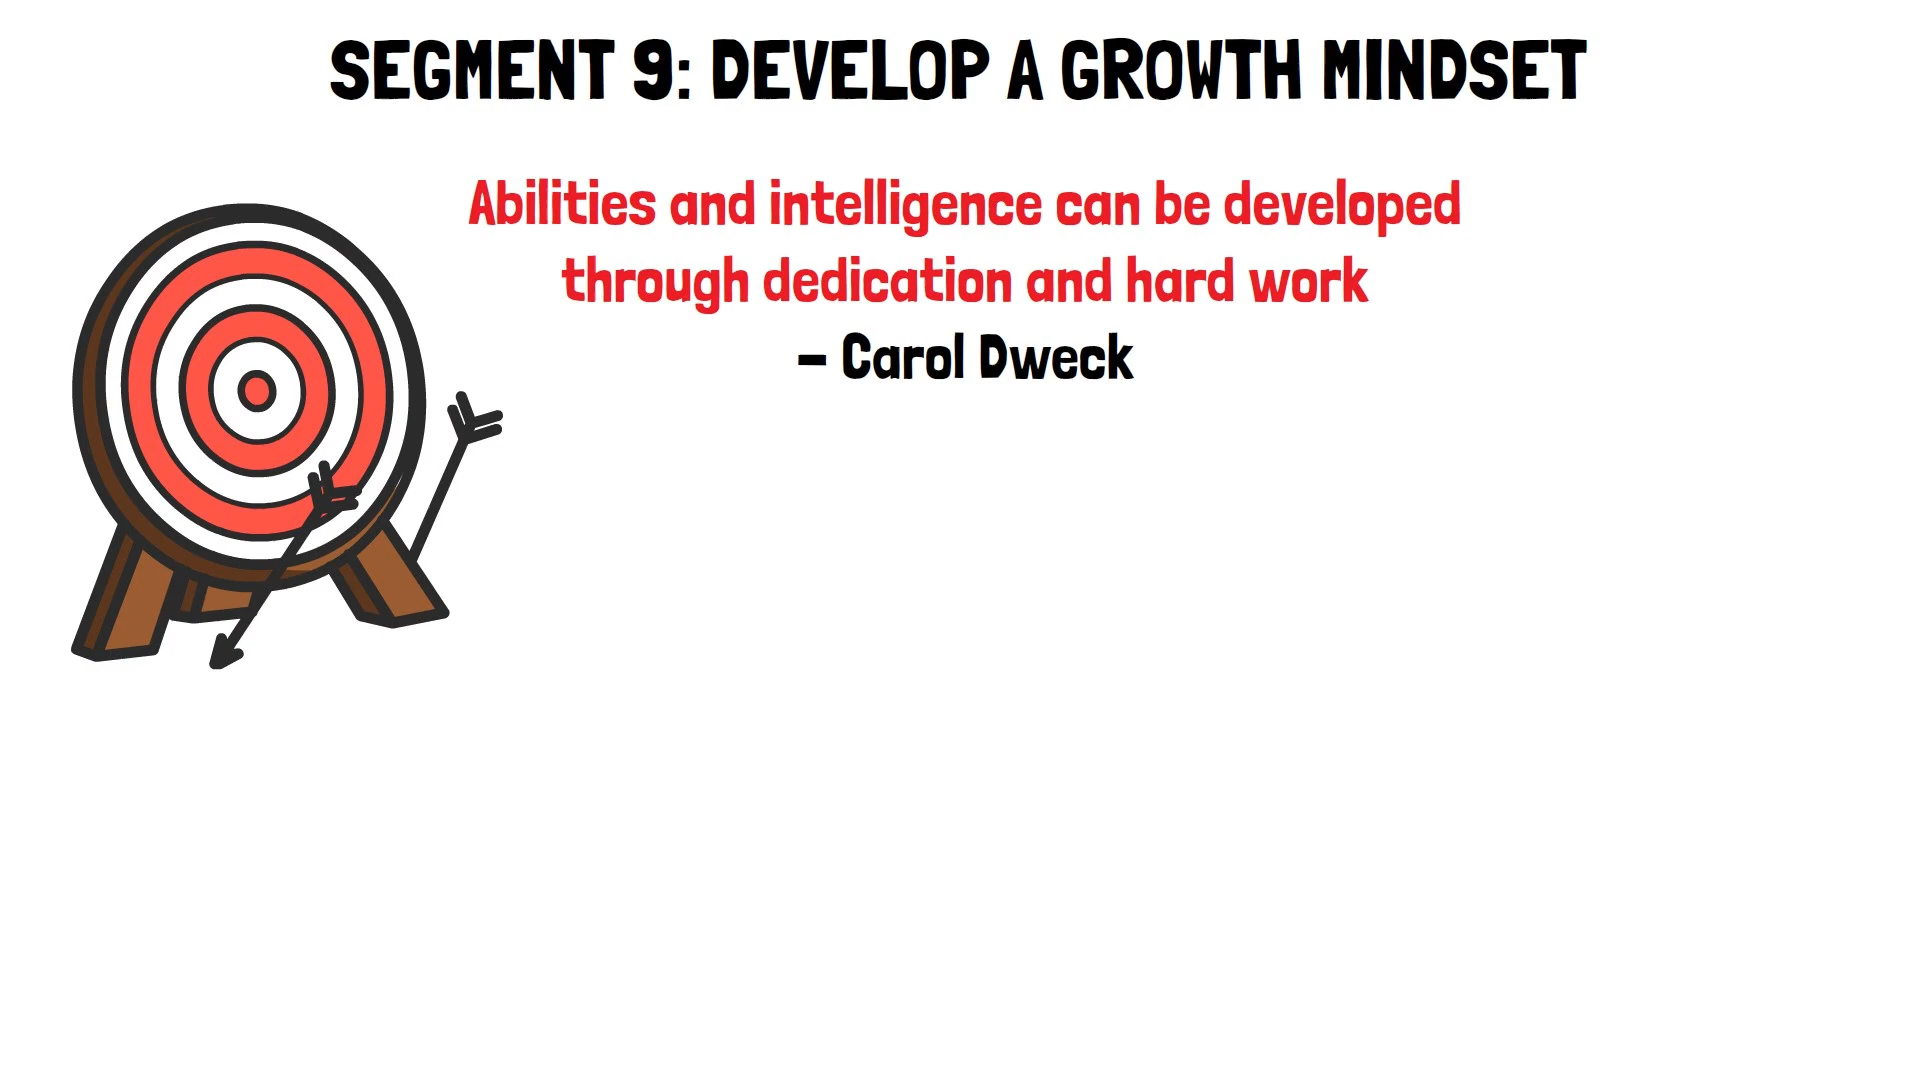 SEGMENT 9: DEVELOP A GROWTH MINDSET
Abilities and intelligence can be developed
through dedication and hard work
– Carol Dweck